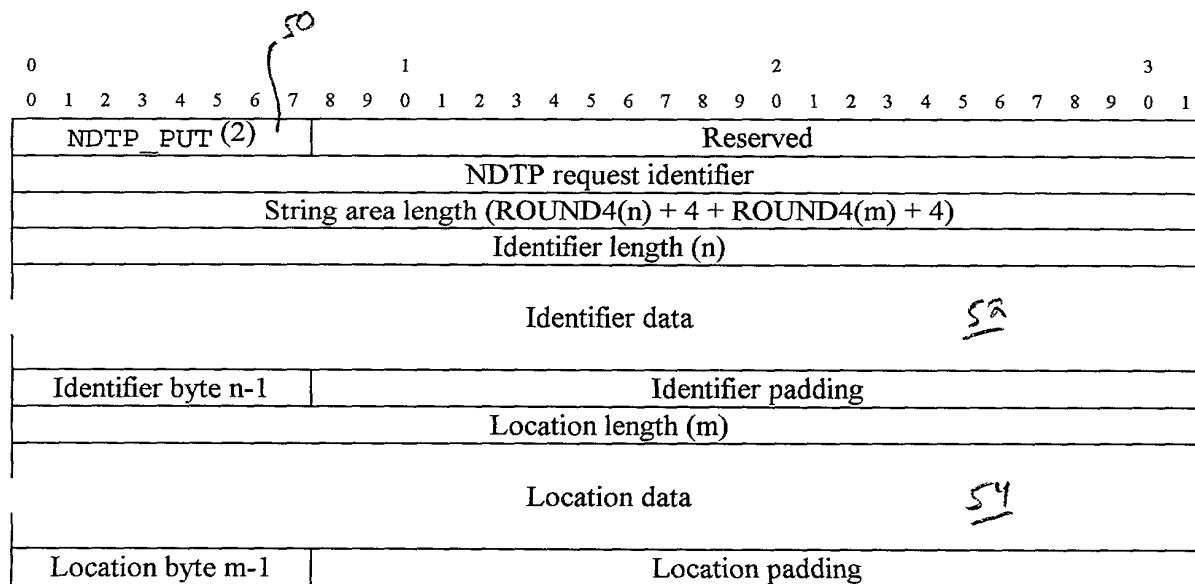 50
0 1 2 3
0 1 2 3 4 5 6 7 8 9 0 1 2 3 4 5 6 7 8 9 0 1 2 3 4 5 6 7 8 9 0 1
NDTP_PUT (2) Reserved
NDTP request identifier
String area length (ROUND4(n) + 4 + ROUND4(m) + 4)
Identifier length (n)
Identifier data 52
Identifier byte n-1 Identifier padding
Location length (m)
Location data 54
Location byte m-1 Location padding